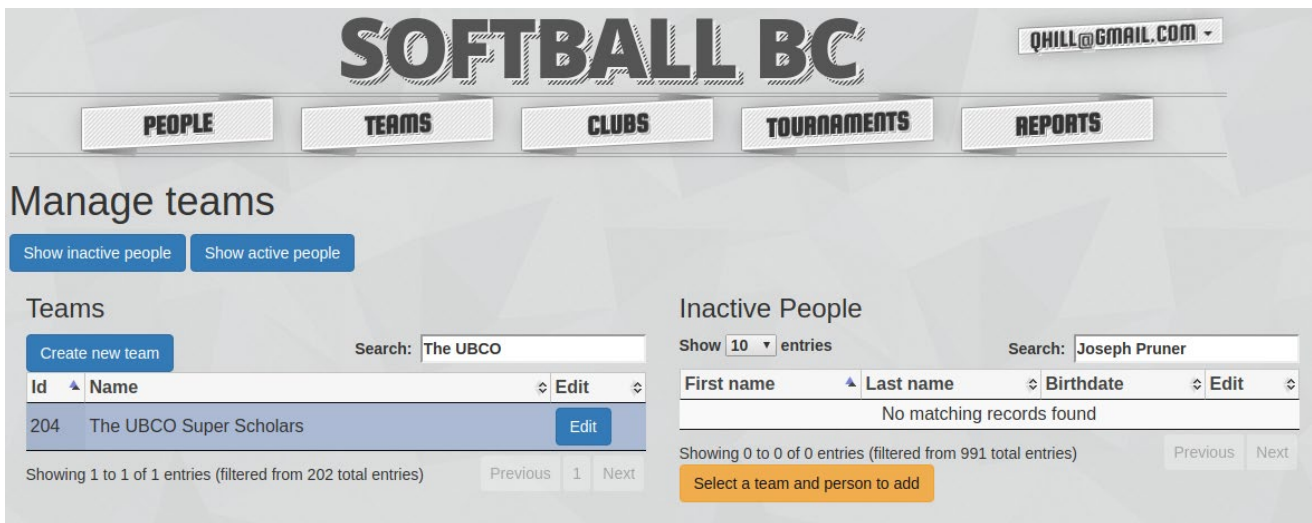 SOFTBALL BC
QHILL@GMAIL.COM
PEOPLE TEAMS CLUBS TOURNAMENTS REPORTS
Manage teams
Show inactive people Show active people
Teams
Create new team Search: The UBCO
Id Name Edit
204 The UBCO Super Scholars Edit
Showing 1 to 1 of 1 entries (filtered from 202 total entries) Previous 1 Next
Inactive People
Show 10 entries Search: Joseph Pruner
First name Last name Birthdate Edit
No matching records found
Showing 0 to 0 of 0 entries (filtered from 991 total entries) Previous Next
Select a team and person to add